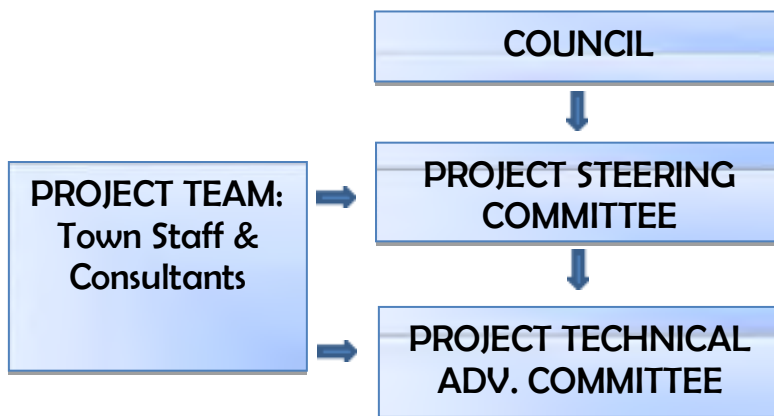 COUNCIL
PROJECT STEERING
COMMITTEE
PROJECT TEAM:
Town Staff &
Consultants
PROJECT TECHNICAL
ADV. COMMITTEE